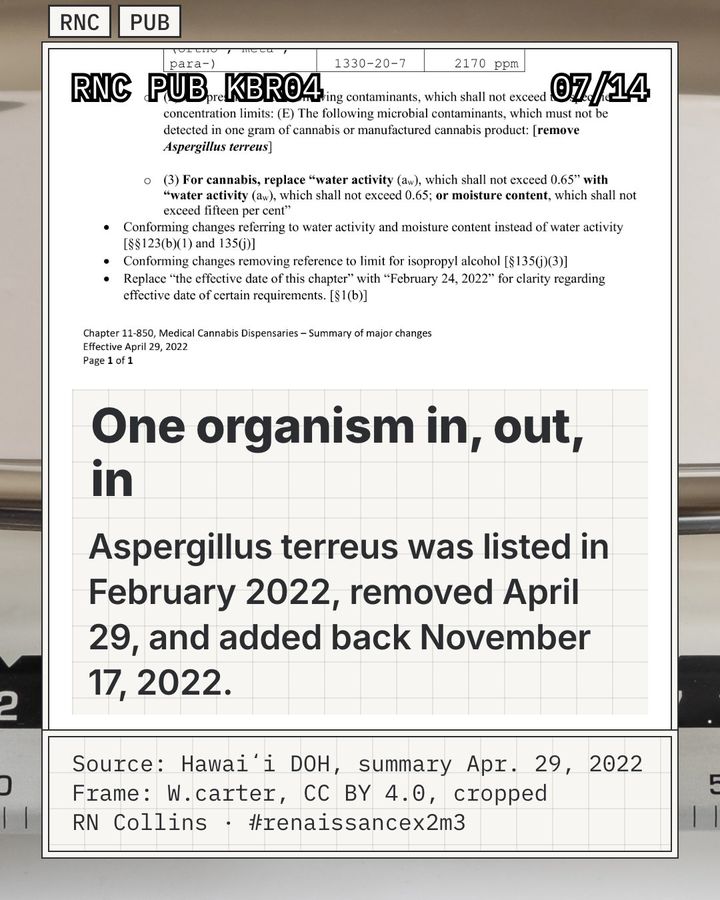 RNC PUB
para-) 1330-20-7 2170 ppm
RNC PUB KBR04 07/14
contaminants, which shall not exceed
concentration limits: (E) The following microbial contaminants, which must not be
detected in one gram of cannabis or manufactured cannabis product: [remove
Aspergillus terreus]
o (3) For cannabis, replace “water activity (aw), which shall not exceed 0.65” with
“water activity (aw), which shall not exceed 0.65; or moisture content, which shall not
exceed fifteen per cent”
• Conforming changes referring to water activity and moisture content instead of water activity
[§§123(b)(1) and 135(j)]
• Conforming changes removing reference to limit for isopropyl alcohol [§135(j)(3)]
• Replace “the effective date of this chapter” with “February 24, 2022” for clarity regarding
effective date of certain requirements. [§1(b)]
Chapter 11-850, Medical Cannabis Dispensaries – Summary of major changes
Effective April 29, 2022
Page 1 of 1
One organism in, out,
in
Aspergillus terreus was listed in
February 2022, removed April
29, and added back November
17, 2022.
2
0
5
Source: Hawaiʻi DOH, summary Apr. 29, 2022
Frame: W.carter, CC BY 4.0, cropped
RN Collins · #renaissancex2m3